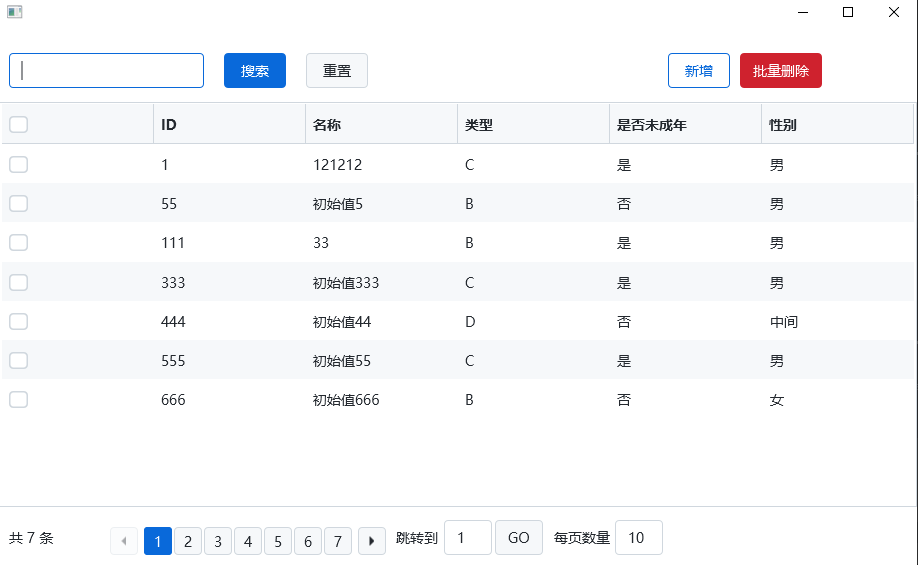 搜索 重置 新增 批量删除
ID 名称 类型 是否未成年 性别
1 121212 C 是 男
55 初始值5 B 否 男
111 33 B 是 男
333 初始值333 C 是 男
444 初始值44 D 否 中间
555 初始值55 C 是 男
666 初始值666 B 否 女
共 7 条 1 2 3 4 5 6 7 跳转到 1 GO 每页数量 10